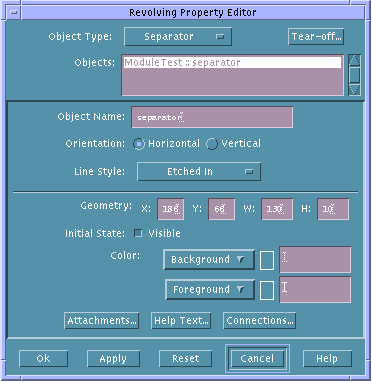 Revolving Property Editor
Object Type: Separator Tear-off...
Objects: ModuleTest :: separator
Object Name: separator
Orientation: Horizontal Vertical
Line Style: Etched In
Geometry: X: 186 Y: 66 W: 130 H: 10
Initial State: Visible
Color: Background
Foreground
Attachments... Help Text... Connections...
Ok Apply Reset Cancel Help